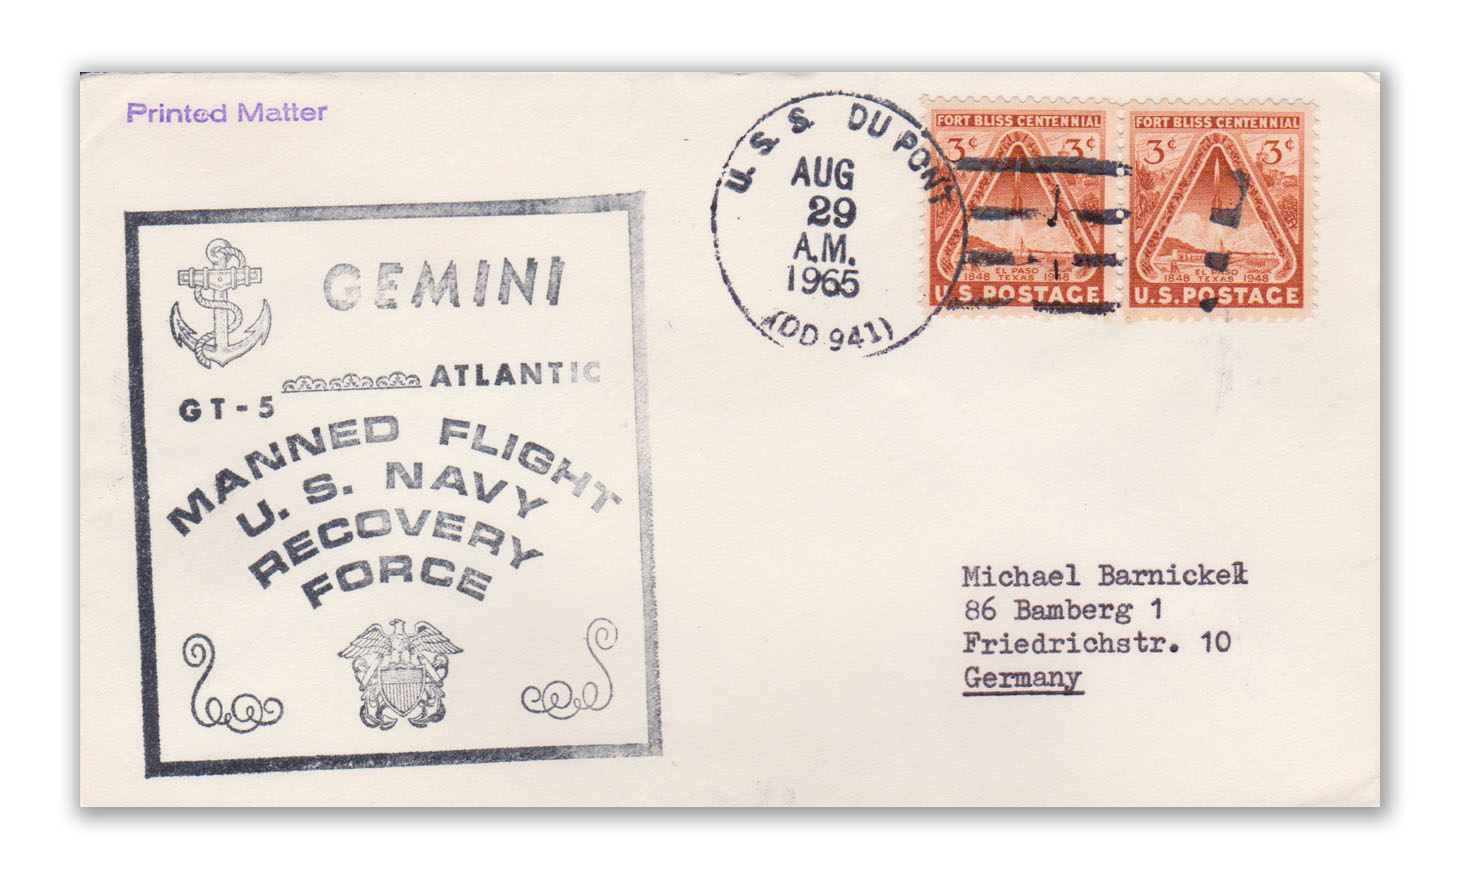 Printed Matter
GEMINI
GT-5 ATLANTIC
MANNED FLIGHT
U. S. NAVY
RECOVERY
FORCE
U. S. S. DU PONT
AUG
29
A.M.
1965
(DD 941)
FORT BLISS CENTENNIAL
3¢ 3¢
EL PASO
1848 TEXAS 1948
U.S. POSTAGE
FORT BLISS CENTENNIAL
3¢ 3¢
EL PASO
1848 TEXAS 1948
U.S. POSTAGE
Michael Barnickel
86 Bamberg 1
Friedrichstr. 10
Germany